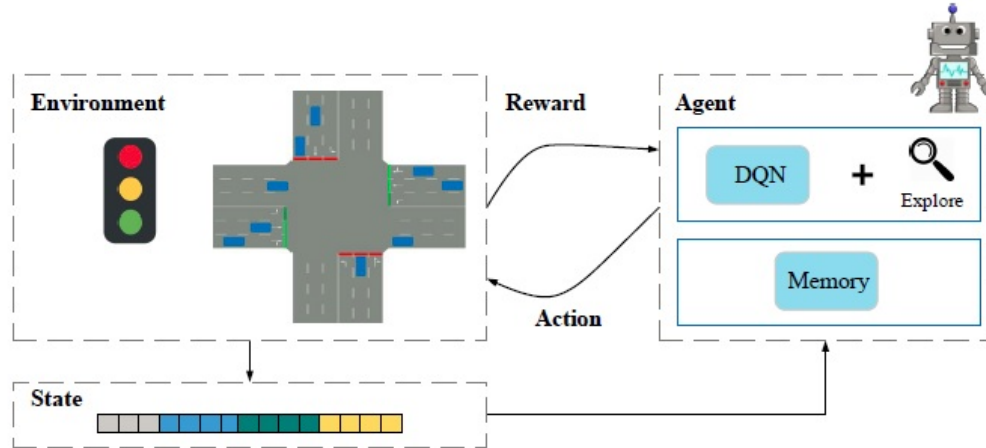 Environment
Reward
Agent
DQN
+
Explore
Memory
Action
State